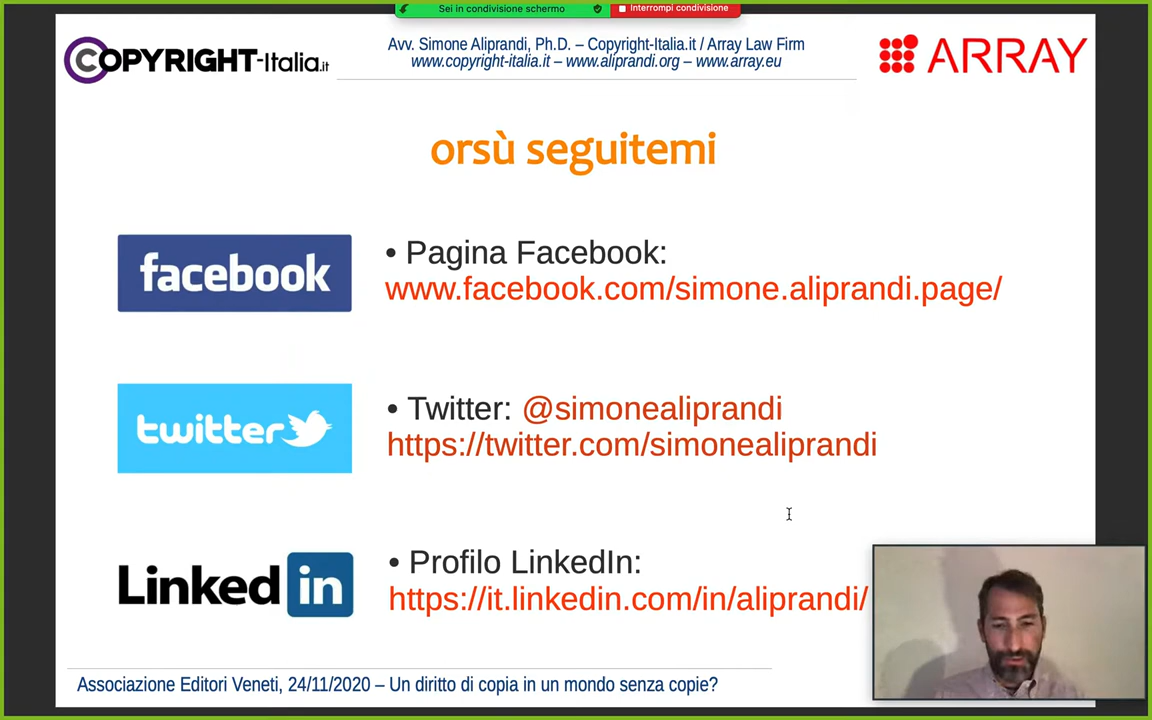 Sei in condivisione schermo
Interrompi condivisione
COPYRIGHT-Italia.it
Avv. Simone Aliprandi, Ph.D. – Copyright-Italia.it / Array Law Firm
www.copyright-italia.it – www.aliprandi.org – www.array.eu
ARRAY
orsù seguitemi
facebook
• Pagina Facebook:
www.facebook.com/simone.aliprandi.page/
twitter
• Twitter: @simonealiprandi
https://twitter.com/simonealiprandi
Linked in
• Profilo LinkedIn:
https://it.linkedin.com/in/aliprandi/
Associazione Editori Veneti, 24/11/2020 – Un diritto di copia in un mondo senza copie?